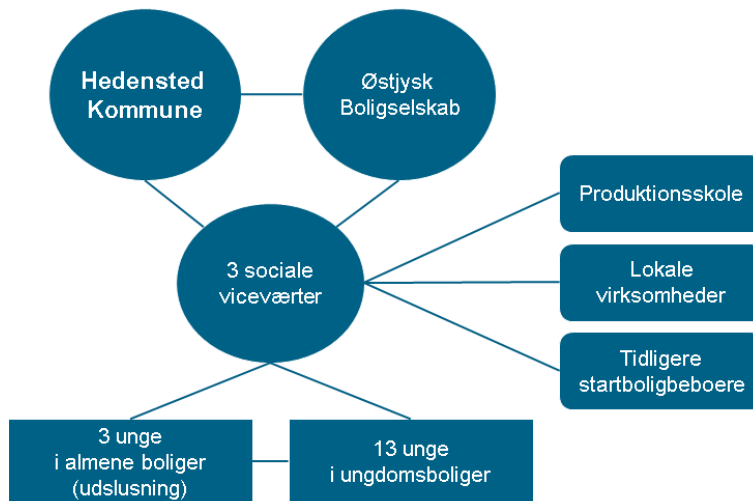 Hedensted
Kommune
Østjysk
Boligselskab
3 sociale
viceværter
Produktionsskole
Lokale
virksomheder
Tidligere
startboligbeboere
3 unge
i almene boliger
(udslusning)
13 unge
i ungdomsboliger